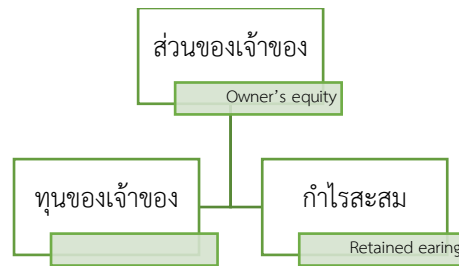 ส่วนของเจ้าของ
Owner's equity
ทุนของเจ้าของ
กำไรสะสม
Retained earing